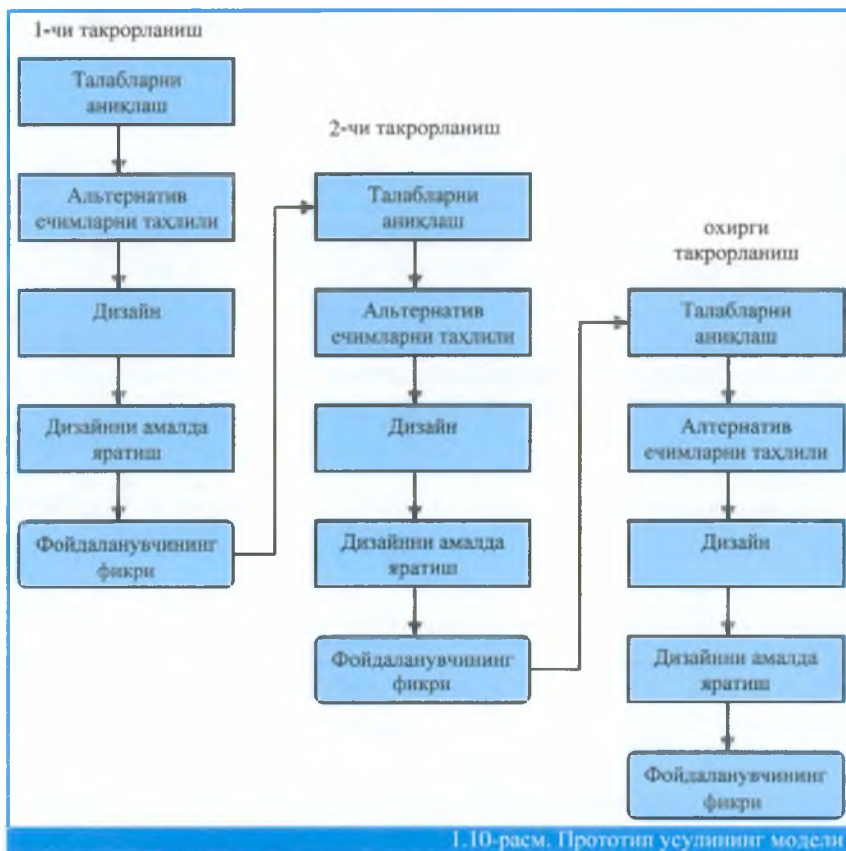 1-чи такрорланиш
Талабларни
аниқлаш
Альтернатив
ечимларни таҳлили
Дизайн
Дизайнни амалда
яратиш
Фойдаланувчининг
фикри
2-чи такрорланиш
Талабларни
аниқлаш
Альтернатив
ечимларни таҳлили
Дизайн
Дизайнни амалда
яратиш
Фойдаланувчининг
фикри
охирги
такрорланиш
Талабларни
аниқлаш
Алтернатив
ечимларни таҳлили
Дизайн
Дизайнни амалда
яратиш
Фойдаланувчининг
фикри
1.10-расм. Прототип усулининг модели